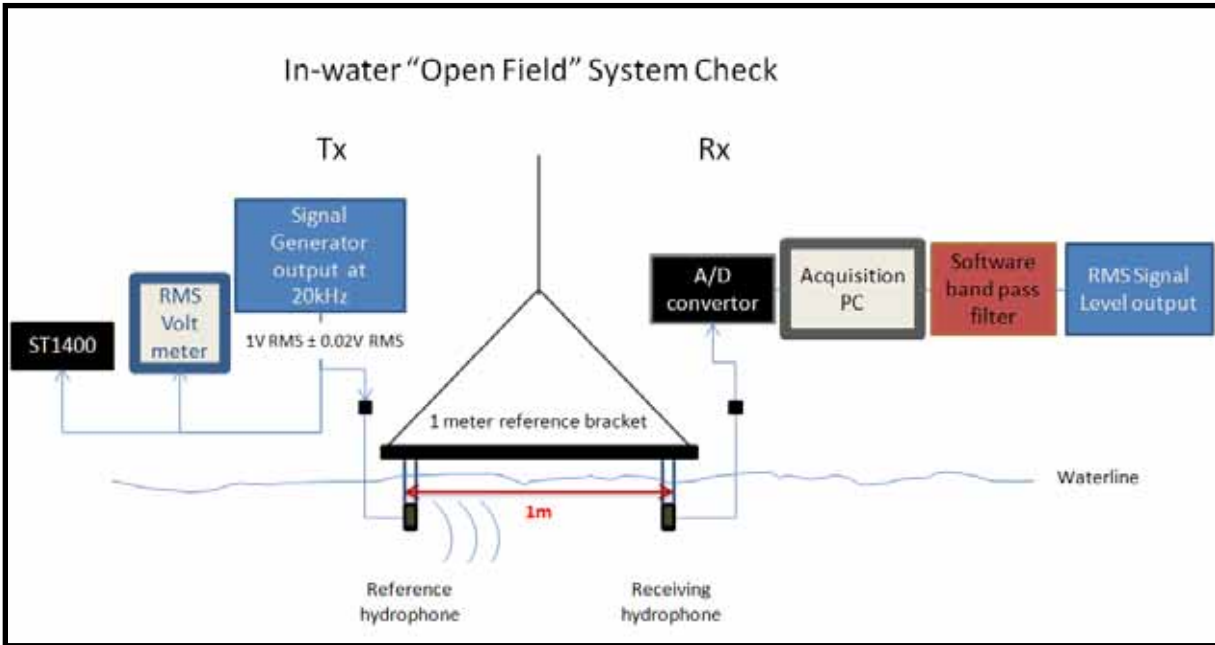 In-water “Open Field” System Check
Tx
Rx
Signal
Generator
output at
20kHz
RMS
Volt
meter
ST1400
1V RMS ± 0.02V RMS
A/D
convertor
Acquisition
PC
Software
band pass
filter
RMS Signal
Level output
1 meter reference bracket
Waterline
1m
Reference
hydrophone
Receiving
hydrophone